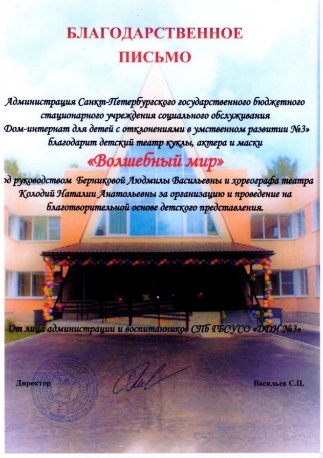 БЛАГОДАРСТВЕННОЕ
ПИСЬМО
Администрация Санкт-Петербургского государственного бюджетного
стационарного учреждения социального обслуживания
Дом-интернат для детей с отклонениями в умственном развитии №3»
благодарит детский театр куклы, актера и маски
«Волшебный мир»
од руководством Берниковой Людмилы Васильевны и хореографа театра
Колодий Наталии Анатольевны за организацию и проведение на
благотворительной основе детского представления.
От лица администрации и воспитанников СПб ГБСУСО «ДДИ №3»
Директор
Васильев С.П.